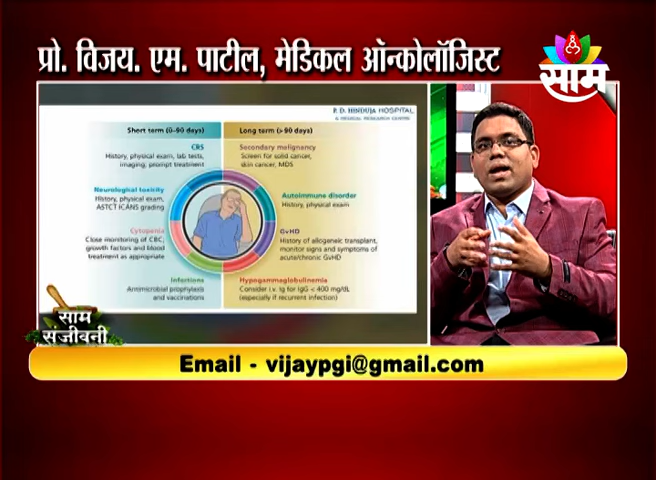 प्रो. विजय. एम. पाटील, मेडिकल ऑन्कोलॉजिस्ट
साम
P. D. HINDUJA HOSPITAL
& MEDICAL RESEARCH CENTRE
Short term (0–90 days)
CRS
History, physical exam, lab tests,
imaging, prompt treatment
Neurological toxicity
History, physical exam,
ASTCT ICANS grading
Cytopenia
Close monitoring of CBC,
growth factors and blood
treatment as appropriate
Infections
Antimicrobial prophylaxis
and vaccinations
Long term (>90 days)
Secondary malignancy
Screen for solid cancer,
skin cancer, MDS
Autoimmune disorder
History, physical exam
GvHD
History of allogeneic transplant,
monitor signs and symptoms of
acute/chronic GvHD
Hypogammaglobulinemia
Consider i.v. Ig for IgG < 400 mg/dL
(especially if recurrent infection)
साम
संजीवनी
Email - vijaypgi@gmail.com